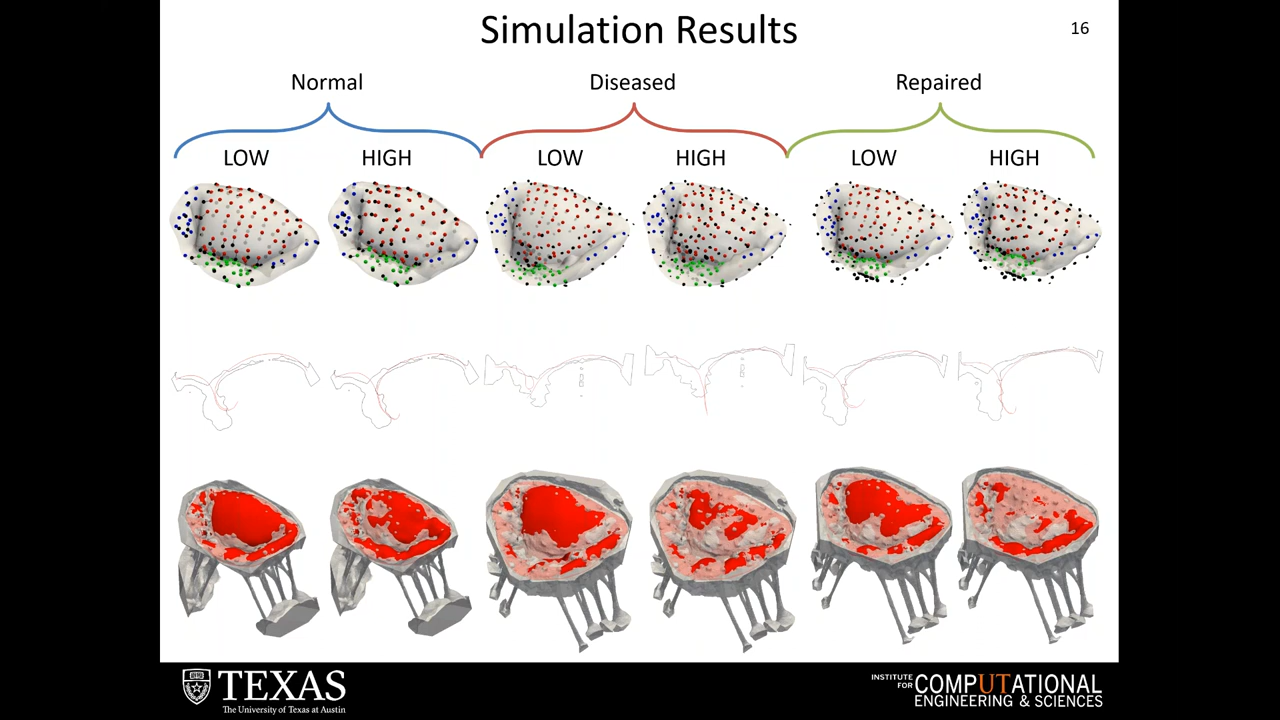 Simulation Results
16
Normal
Diseased
Repaired
LOW
HIGH
LOW
HIGH
LOW
HIGH
TEXAS
The University of Texas at Austin
INSTITUTE
FOR
COMPUTATIONAL
ENGINEERING & SCIENCES